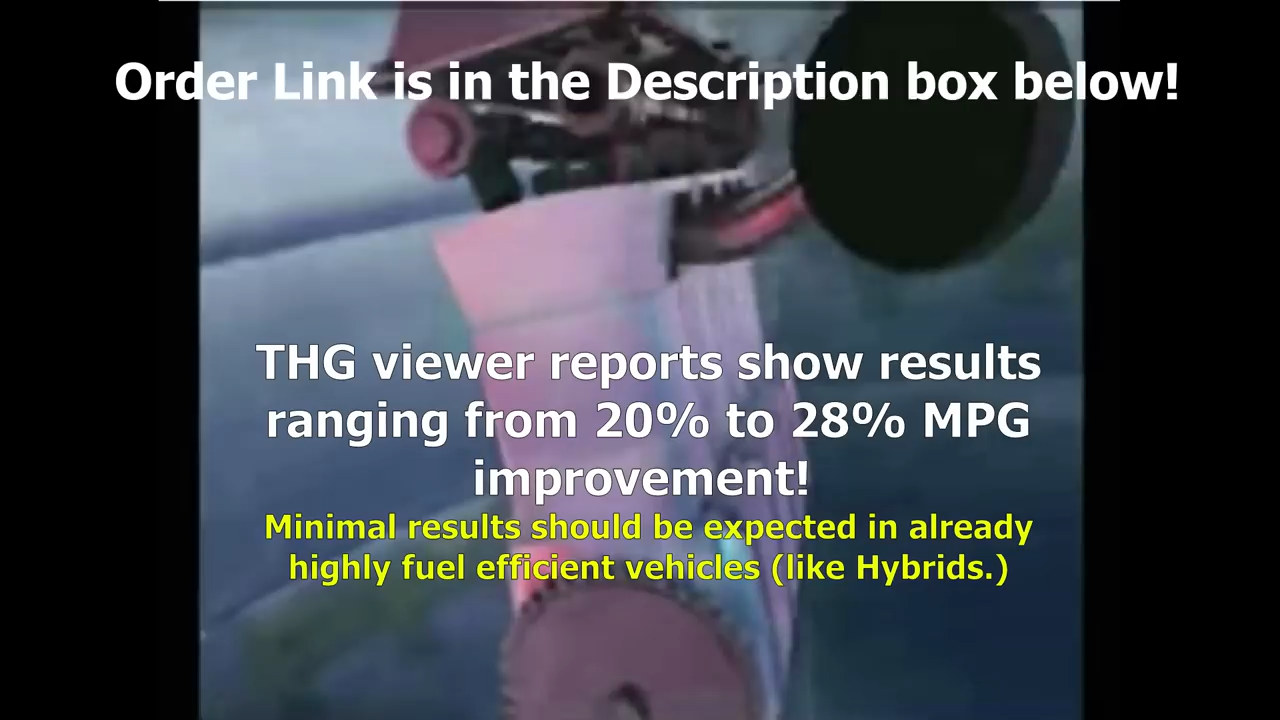 Order Link is in the Description box below!
THG viewer reports show results
ranging from 20% to 28% MPG
improvement!
Minimal results should be expected in already
highly fuel efficient vehicles (like Hybrids.)